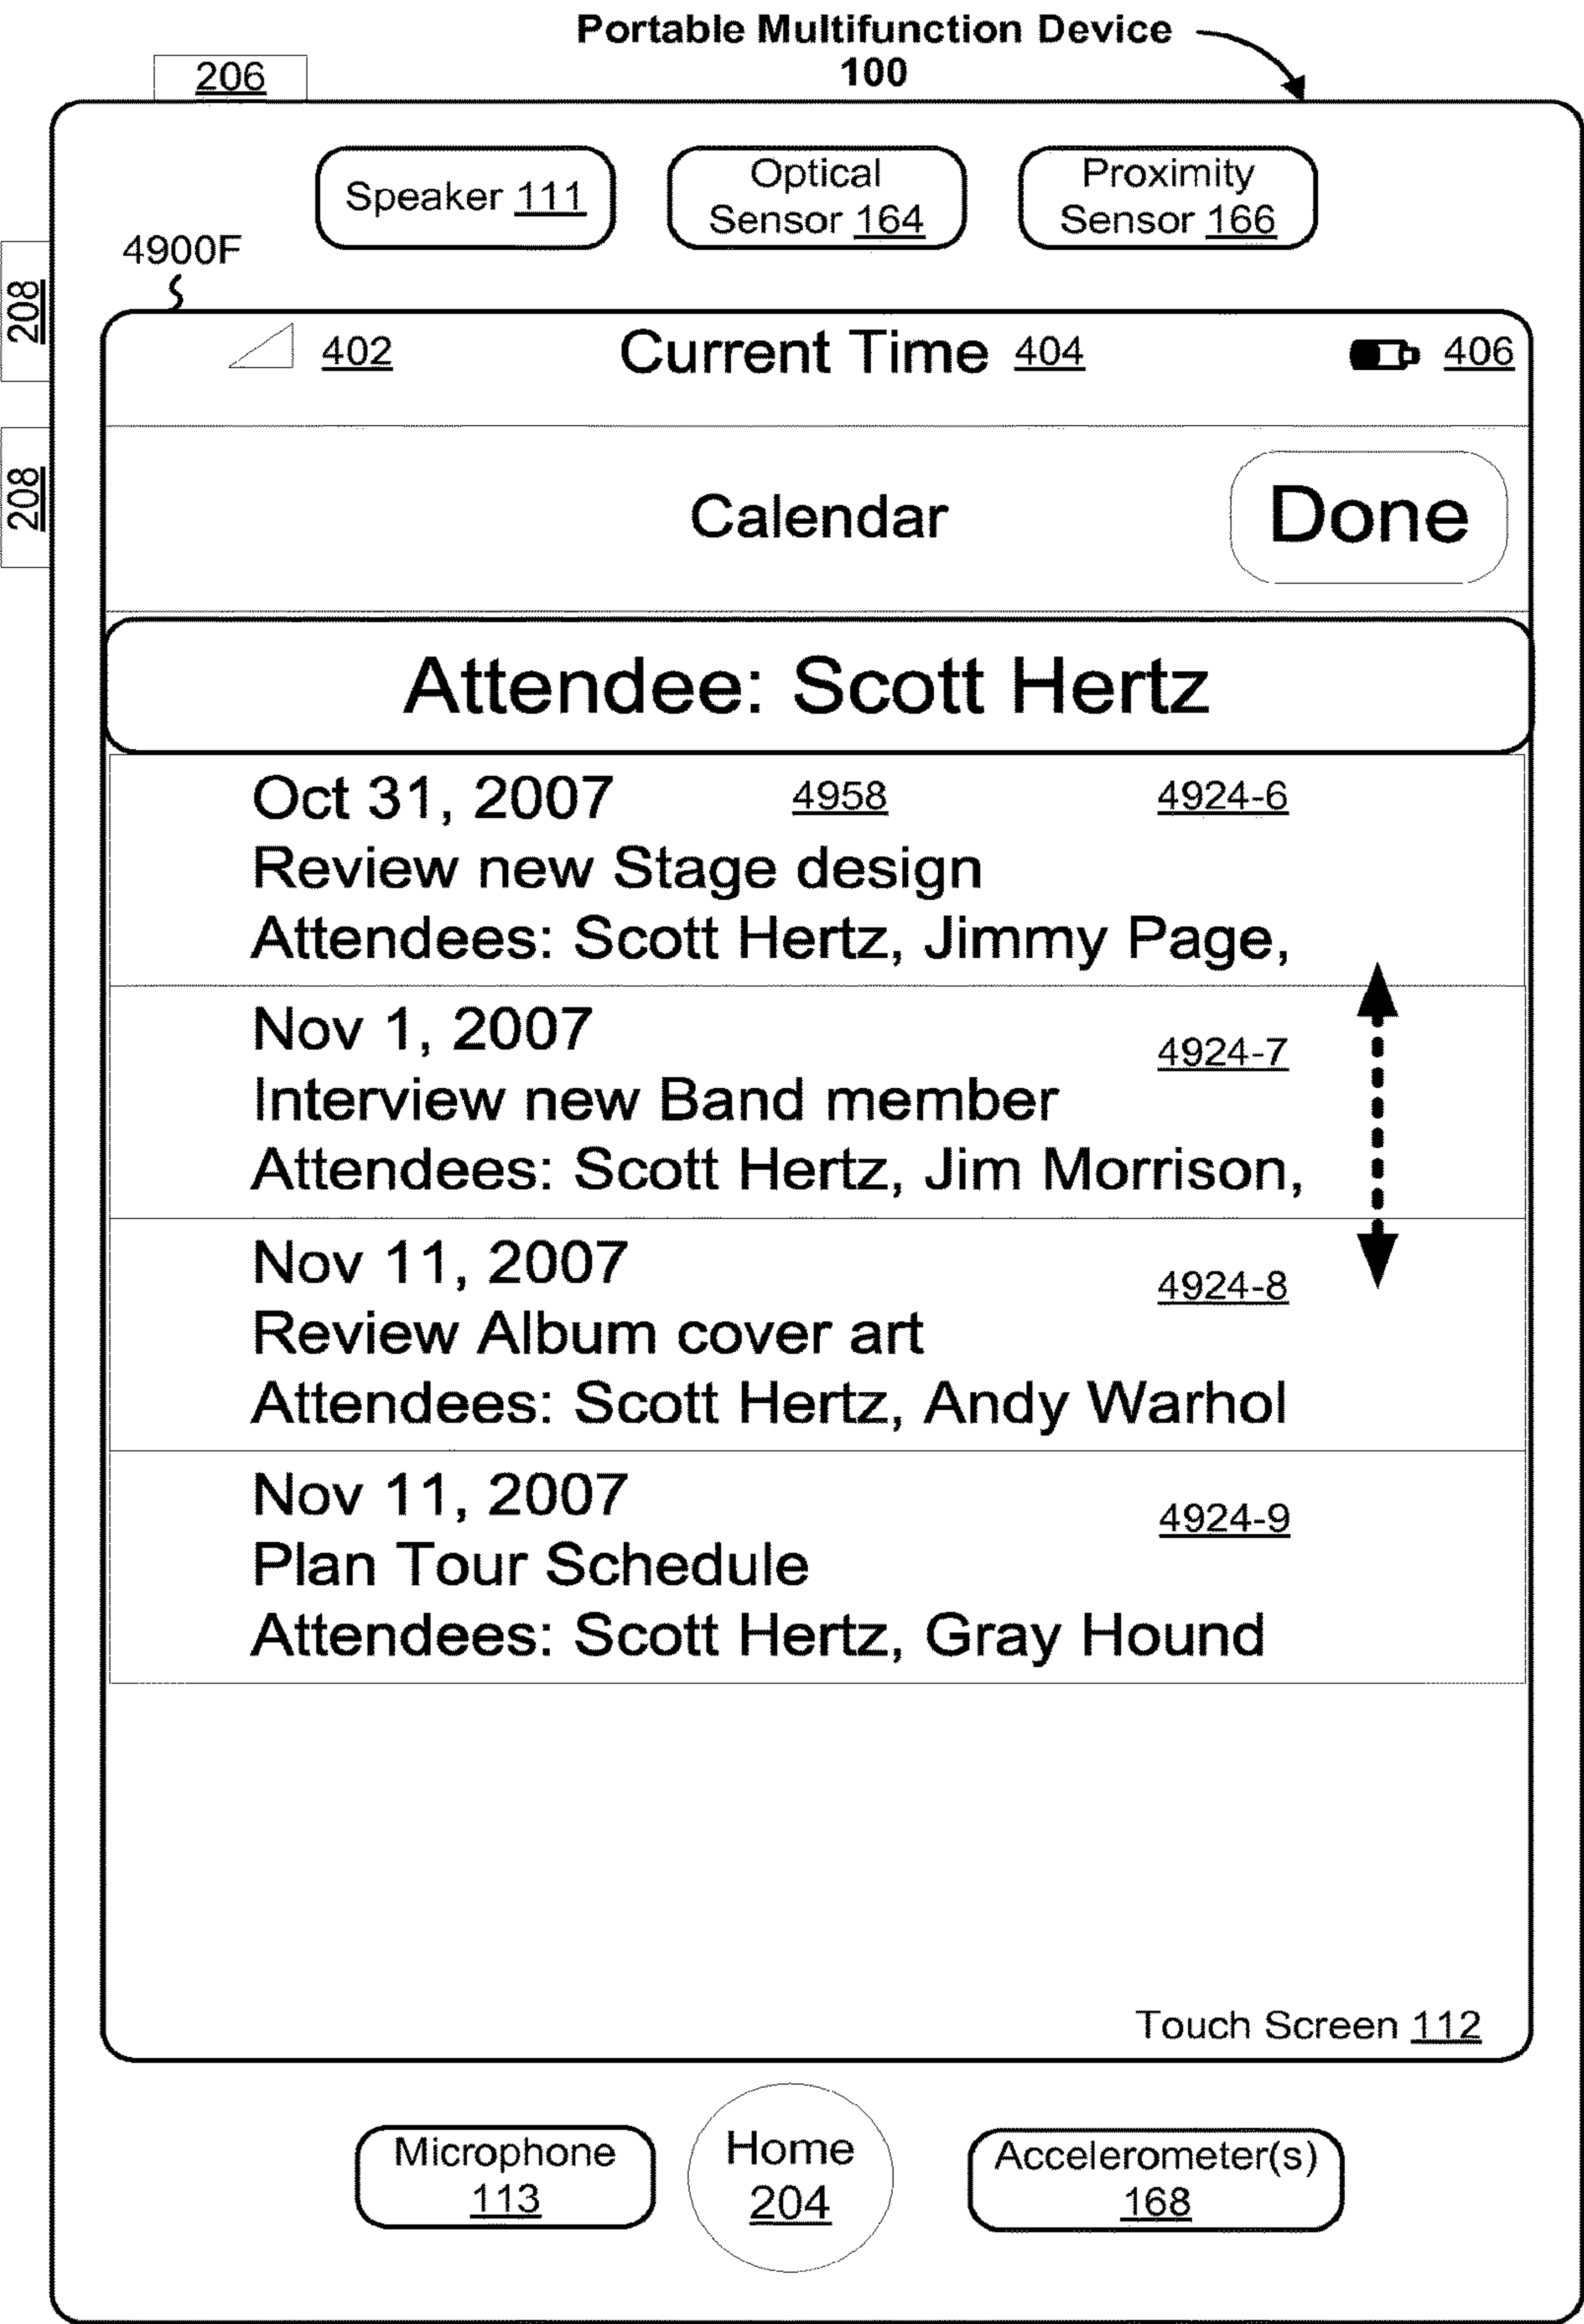 Portable Multifunction Device
100
206
Speaker 111
Optical
Sensor 164
Proximity
Sensor 166
4900F
208
208
402
Current Time 404
406
Calendar
Done
Attendee: Scott Hertz
Oct 31, 2007 4958 4924-6
Review new Stage design
Attendees: Scott Hertz, Jimmy Page,
Nov 1, 2007 4924-7
Interview new Band member
Attendees: Scott Hertz, Jim Morrison,
Nov 11, 2007 4924-8
Review Album cover art
Attendees: Scott Hertz, Andy Warhol
Nov 11, 2007 4924-9
Plan Tour Schedule
Attendees: Scott Hertz, Gray Hound
Touch Screen 112
Microphone
113
Home
204
Accelerometer(s)
168